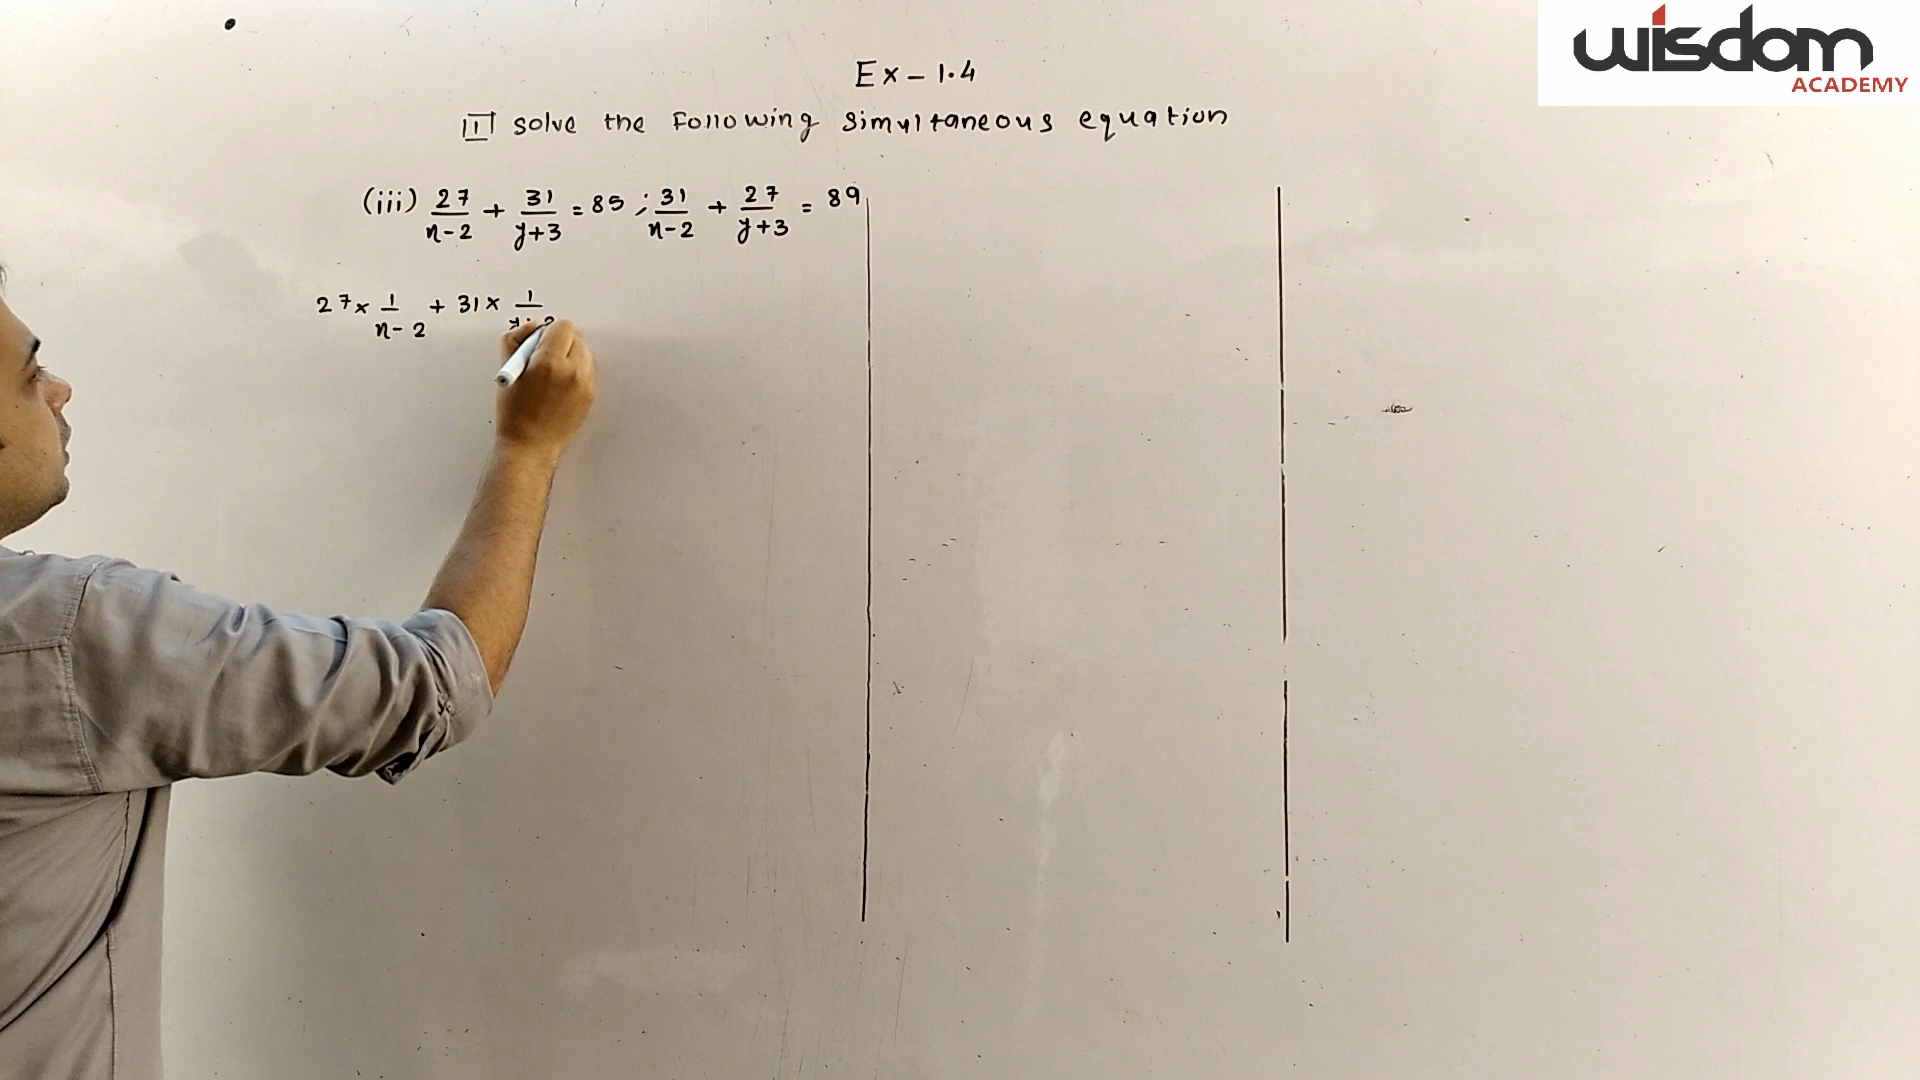 wisdom
ACADEMY
Ex - 1.4
1 solve the Following simultaneous equation
(iii) 27/x-2 + 31/y+3 = 85 ; 31/x-2 + 27/y+3 = 89
27 × 1/x-2 + 31 × 1/